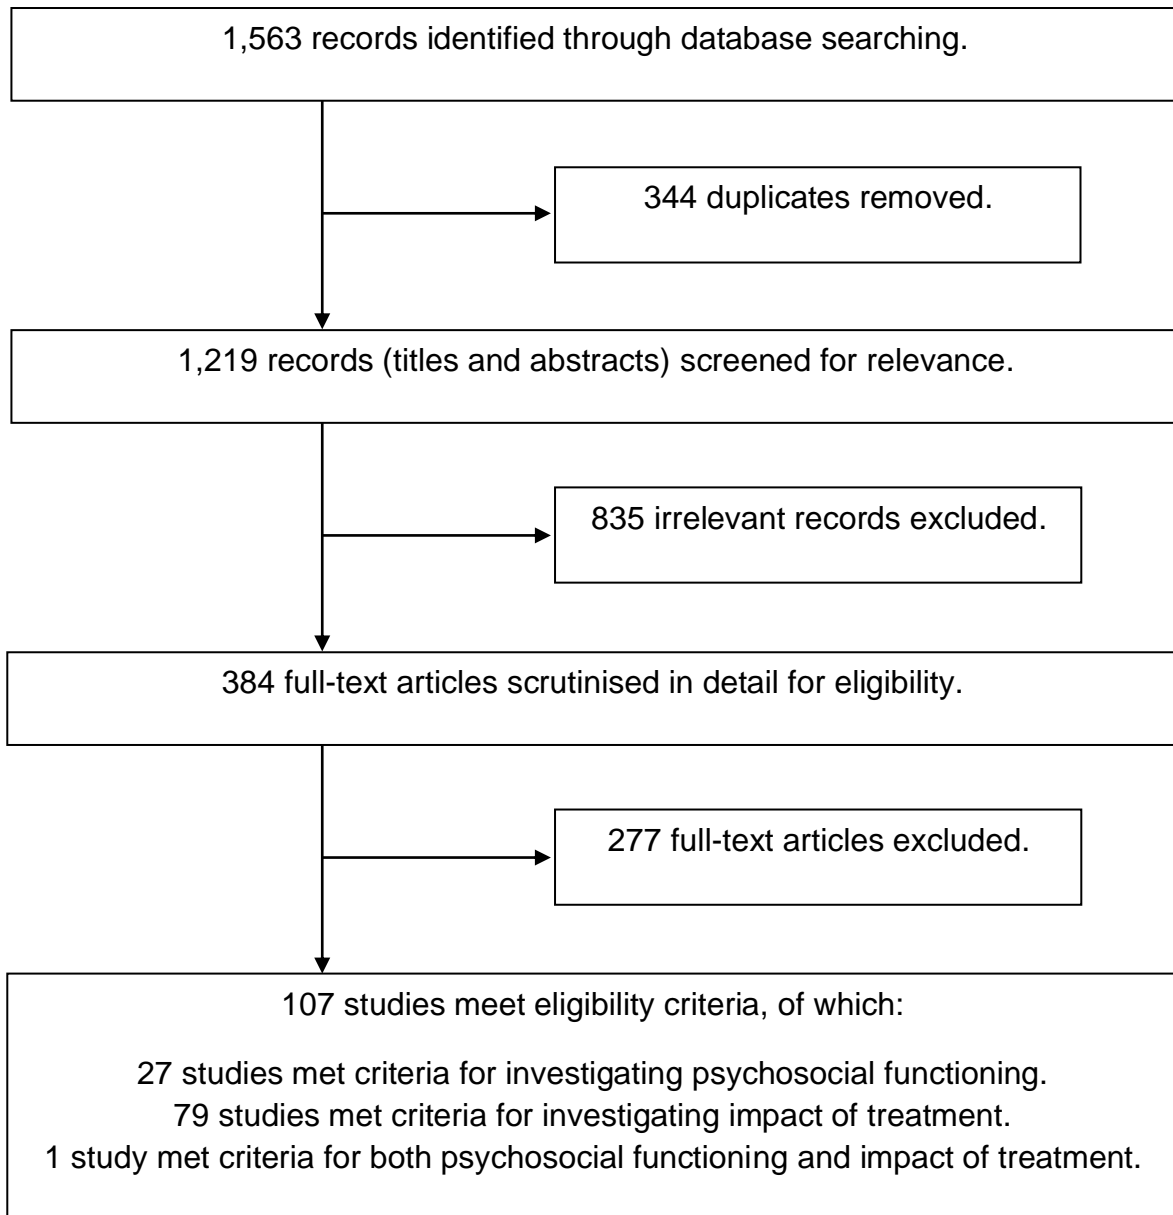 1,563 records identified through database searching.
344 duplicates removed.
1,219 records (titles and abstracts) screened for relevance.
835 irrelevant records excluded.
384 full-text articles scrutinised in detail for eligibility.
277 full-text articles excluded.
107 studies meet eligibility criteria, of which:
27 studies met criteria for investigating psychosocial functioning.
79 studies met criteria for investigating impact of treatment.
1 study met criteria for both psychosocial functioning and impact of treatment.